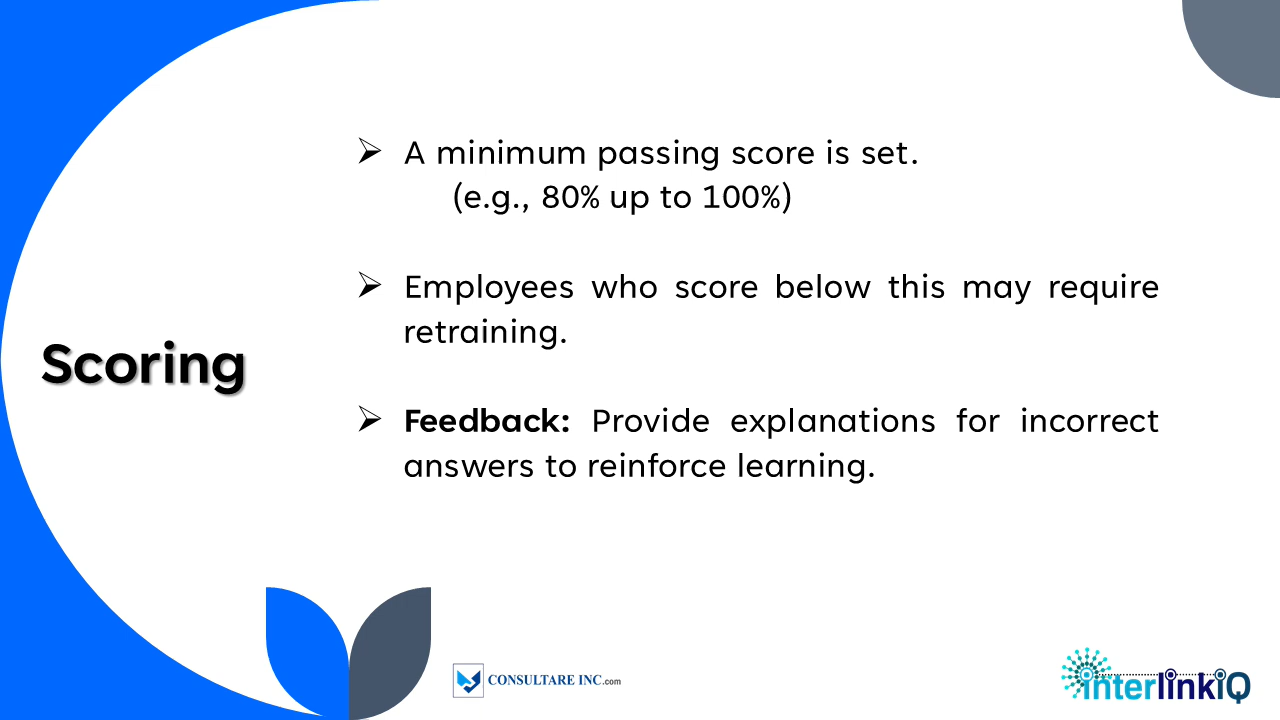 Scoring
➢ A minimum passing score is set.
(e.g., 80% up to 100%)
➢ Employees who score below this may require
retraining.
➢ Feedback: Provide explanations for incorrect
answers to reinforce learning.
CONSULTARE INC.com
interlinkIQ